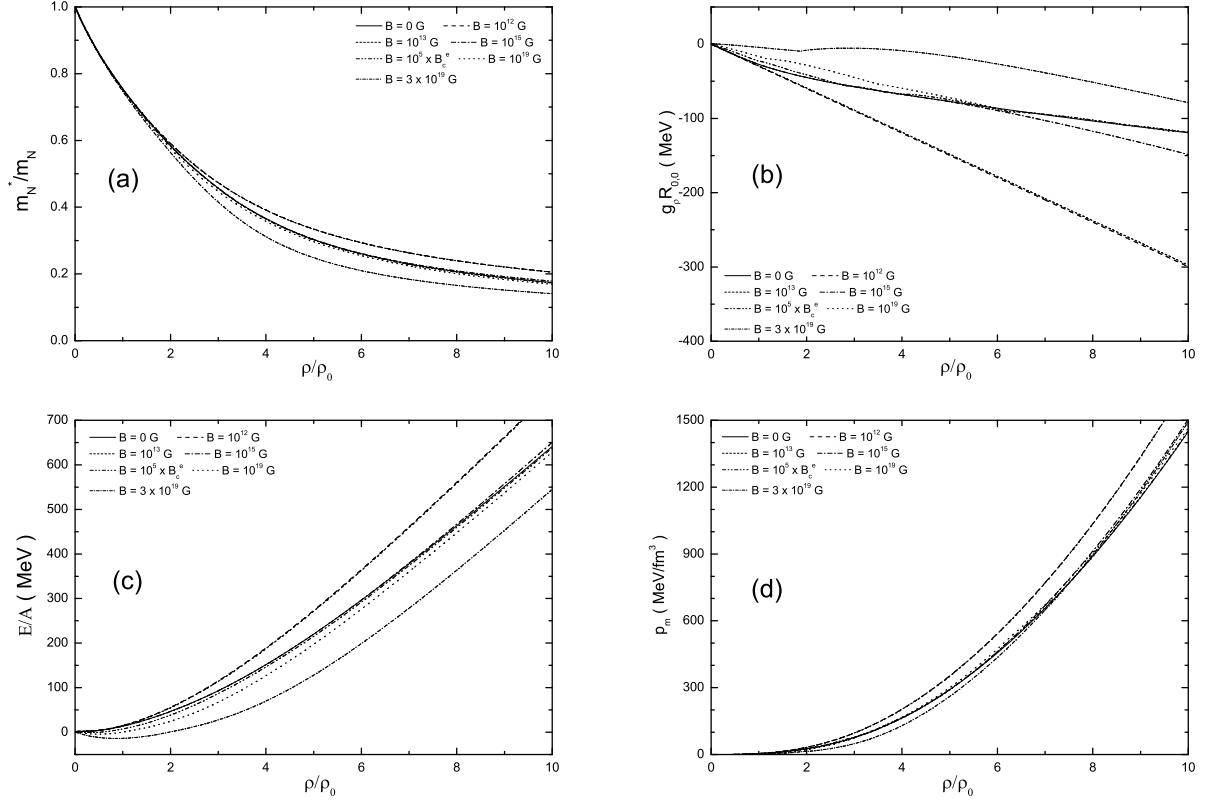 1.0
0.8
0.6
0.4
0.2
0.0
m_N^*/m_N
B = 0 G B = 10^12 G
B = 10^13 G B = 10^15 G
B = 10^5 x B_c^e B = 10^19 G
B = 3 x 10^19 G
(a)
0 2 4 6 8 10
ρ/ρ_0
0
-100
-200
-300
-400
g_ρR_0,0 ( MeV )
(b)
B = 0 G B = 10^12 G
B = 10^13 G B = 10^15 G
B = 10^5 x B_c^e B = 10^19 G
B = 3 x 10^19 G
0 2 4 6 8 10
ρ/ρ_0
700
600
500
400
300
200
100
0
E/A ( MeV )
B = 0 G B = 10^12 G
B = 10^13 G B = 10^15 G
B = 10^5 x B_c^e B = 10^19 G
B = 3 x 10^19 G
(c)
0 2 4 6 8 10
ρ/ρ_0
1500
1200
900
600
300
0
p_m ( MeV/fm^3 )
B = 0 G B = 10^12 G
B = 10^13 G B = 10^15 G
B = 10^5 x B_c^e B = 10^19 G
B = 3 x 10^19 G
(d)
0 2 4 6 8 10
ρ/ρ_0